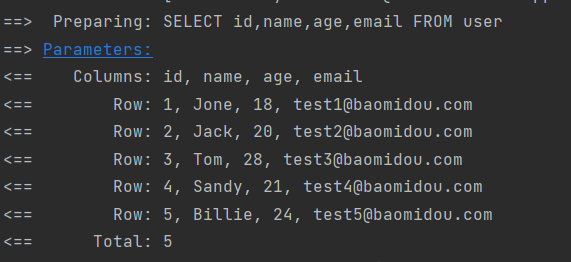 ==>  Preparing: SELECT id,name,age,email FROM user
==> Parameters:
<==    Columns: id, name, age, email
<==        Row: 1, Jone, 18, test1@baomidou.com
<==        Row: 2, Jack, 20, test2@baomidou.com
<==        Row: 3, Tom, 28, test3@baomidou.com
<==        Row: 4, Sandy, 21, test4@baomidou.com
<==        Row: 5, Billie, 24, test5@baomidou.com
<==      Total: 5